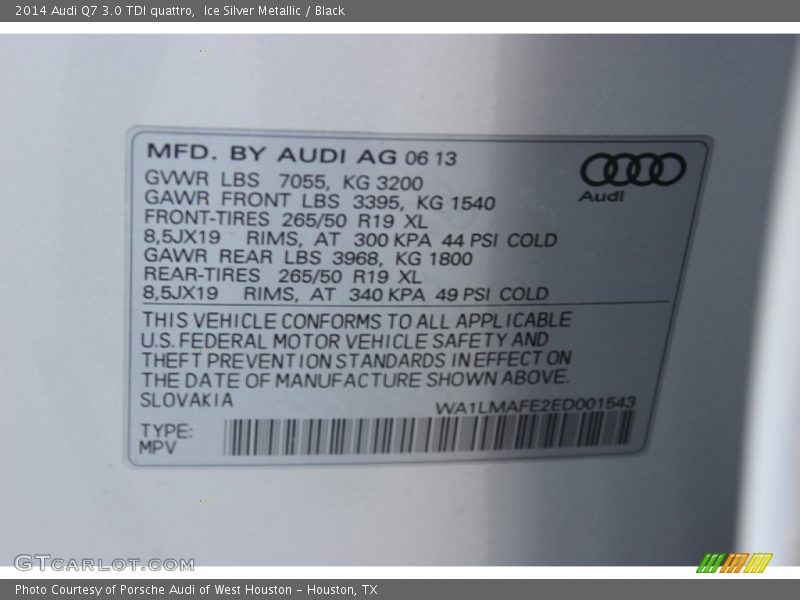 2014 Audi Q7 3.0 TDI quattro,  Ice Silver Metallic / Black
MFD. BY AUDI AG 06 13
GVWR LBS 7055, KG 3200
GAWR FRONT LBS 3395, KG 1540
FRONT-TIRES 265/50 R19 XL
8,5JX19 RIMS, AT 300 KPA 44 PSI COLD
GAWR REAR LBS 3968, KG 1800
REAR-TIRES 265/50 R19 XL
8,5JX19 RIMS, AT 340 KPA 49 PSI COLD
Audi
THIS VEHICLE CONFORMS TO ALL APPLICABLE
U.S. FEDERAL MOTOR VEHICLE SAFETY AND
THEFT PREVENTION STANDARDS IN EFFECT ON
THE DATE OF MANUFACTURE SHOWN ABOVE.
SLOVAKIA
WA1LMAFE2ED001543
TYPE:
MPV
GTCARLOT.COM
Photo Courtesy of Porsche Audi of West Houston - Houston, TX